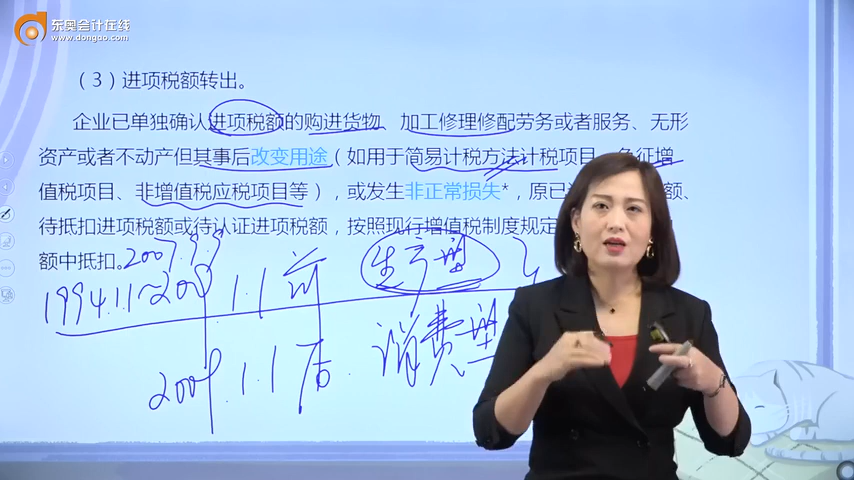 东奥会计在线
www.dongao.com
（3）进项税额转出。
企业已单独确认进项税额的购进货物、加工修理修配劳务或者服务、无形
资产或者不动产但其事后改变用途（如用于简易计税方法计税项目、免征增
值税项目、非增值税应税项目等），或发生非正常损失*，原已 额、
待抵扣进项税额或待认证进项税额，按照现行增值税制度规定
额中抵扣。 2007.9.9
1994.1.1~2009 1.1前 生产型
2009.1.1后 消费型